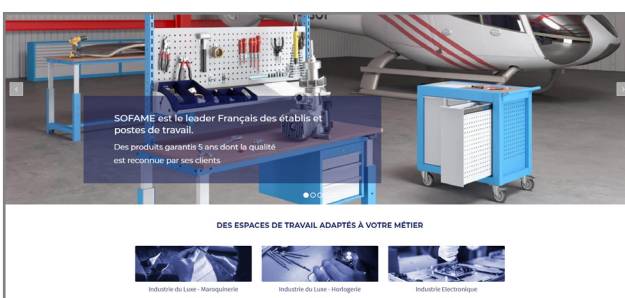 SOFAME est le leader Français des établis et
postes de travail.
Des produits garantis 5 ans dont la qualité
est reconnue par ses clients
DES ESPACES DE TRAVAIL ADAPTÉS À VOTRE MÉTIER
Industrie du Luxe - Maroquinerie
Industrie du Luxe - Horlogerie
Industrie Electronique